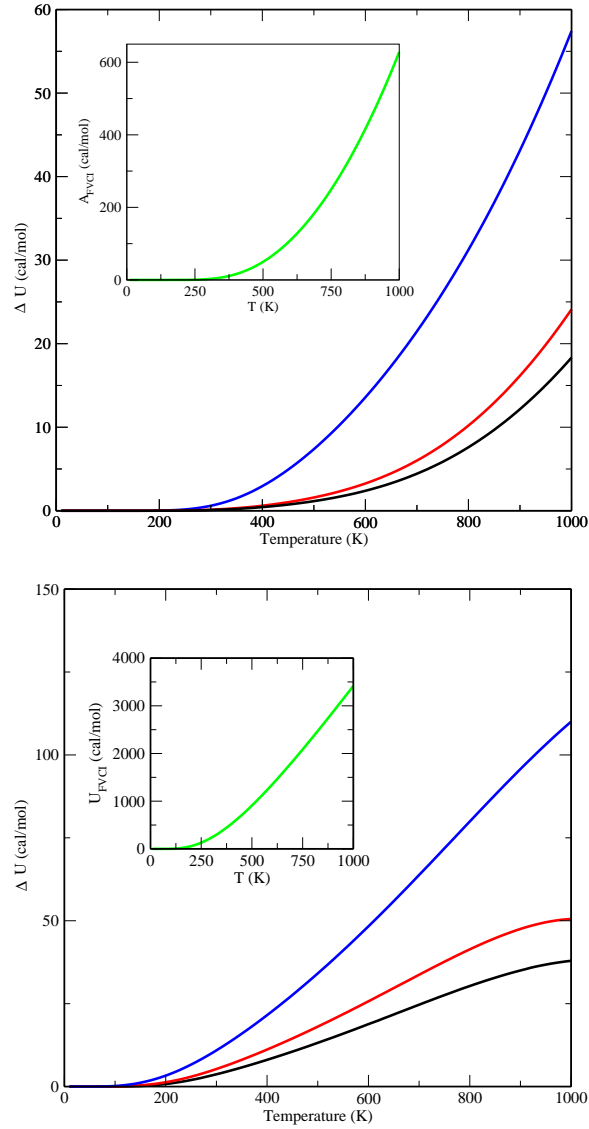 60
50
40
30
20
10
0
Δ U (cal/mol)
0 200 400 600 800 1000
Temperature (K)
600
400
200
0
A_FVCI (cal/mol)
0 250 500 750 1000
T (K)
150
100
50
0
Δ U (cal/mol)
0 200 400 600 800 1000
Temperature (K)
4000
3000
2000
1000
0
U_FVCI (cal/mol)
0 250 500 750 1000
T (K)